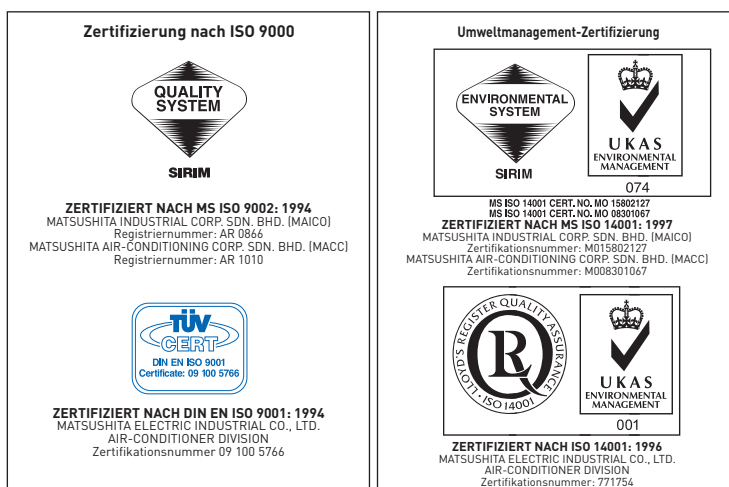 Zertifizierung nach ISO 9000
QUALITY
SYSTEM
SIRIM
ZERTIFIZIERT NACH MS ISO 9002: 1994
MATSUSHITA INDUSTRIAL CORP. SDN. BHD. (MAICO)
Registriernummer: AR 0866
MATSUSHITA AIR-CONDITIONING CORP. SDN. BHD. (MACC)
Registriernummer: AR 1010
TÜV
CERT
DIN EN ISO 9001
Certificate: 09 100 5766
ZERTIFIZIERT NACH DIN EN ISO 9001: 1994
MATSUSHITA ELECTRIC INDUSTRIAL CO., LTD.
AIR-CONDITIONER DIVISION
Zertifikationsnummer 09 100 5766
Umweltmanagement-Zertifizierung
ENVIRONMENTAL
SYSTEM
SIRIM
UKAS
ENVIRONMENTAL
MANAGEMENT
074
MS ISO 14001 CERT. NO. MO 15802127
MS ISO 14001 CERT. NO. MO 08301067
ZERTIFIZIERT NACH MS ISO 14001: 1997
MATSUSHITA INDUSTRIAL CORP. SDN. BHD. (MAICO)
Zertifikationsnummer: M015802127
MATSUSHITA AIR-CONDITIONING CORP. SDN. BHD. (MACC)
Zertifikationsnummer: M008301067
LLOYD'S REGISTER QUALITY ASSURANCE
• ISO 14001 •
LRQ
UKAS
ENVIRONMENTAL
MANAGEMENT
001
ZERTIFIZIERT NACH ISO 14001: 1996
MATSUSHITA ELECTRIC INDUSTRIAL CO., LTD.
AIR-CONDITIONER DIVISION
Zertifikationsnummer: 771754